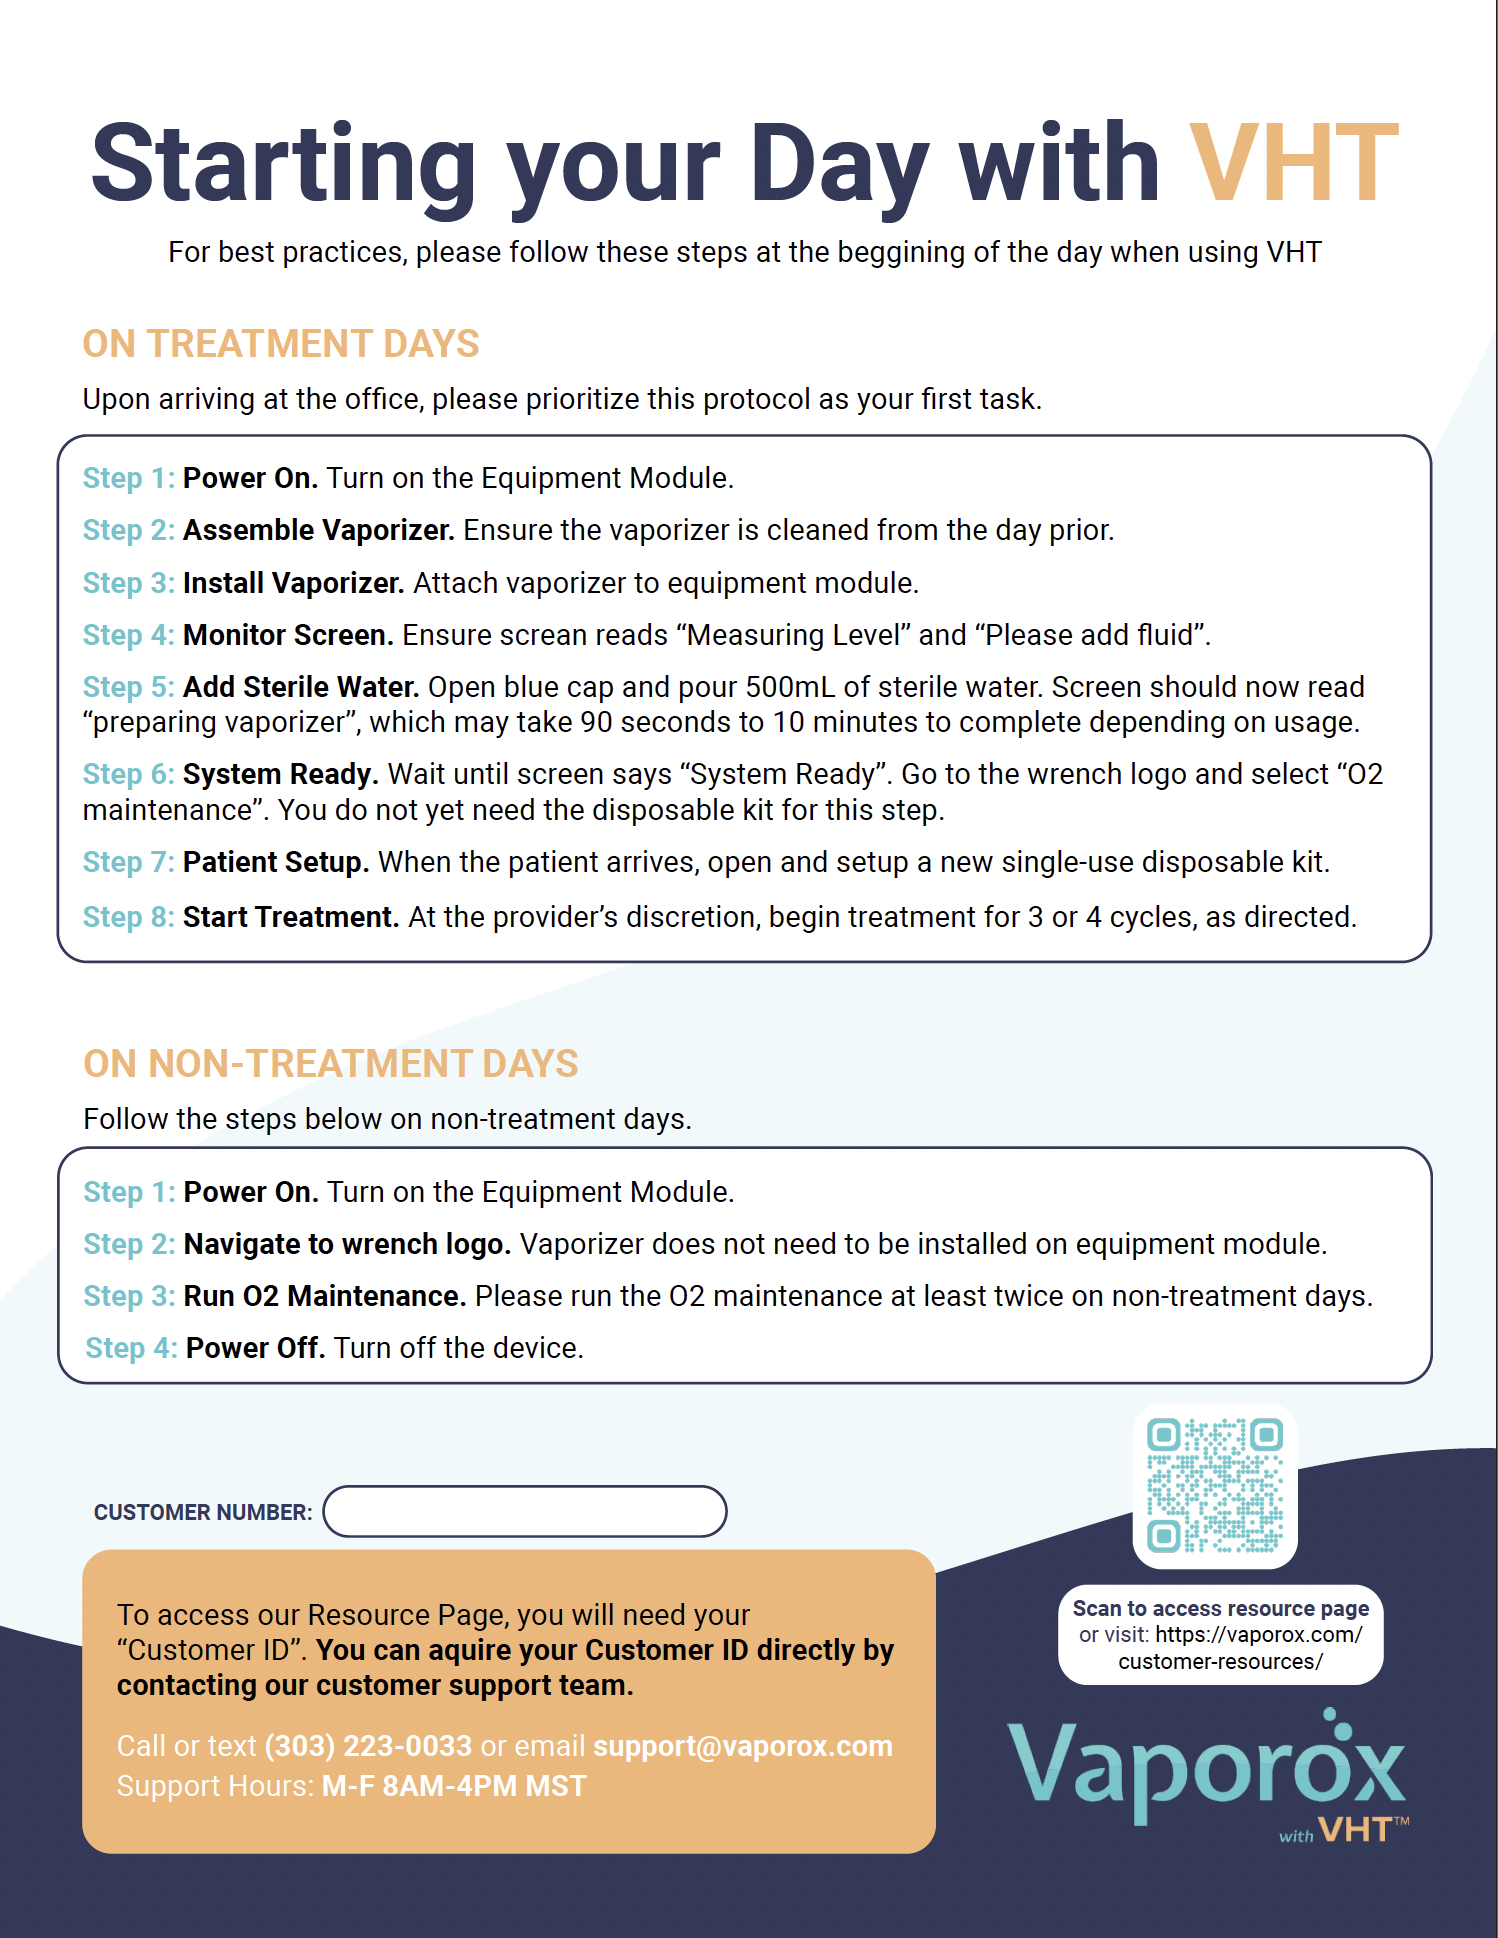 Starting your Day with VHT
For best practices, please follow these steps at the beggining of the day when using VHT
ON TREATMENT DAYS
Upon arriving at the office, please prioritize this protocol as your first task.
Step 1: Power On. Turn on the Equipment Module.
Step 2: Assemble Vaporizer. Ensure the vaporizer is cleaned from the day prior.
Step 3: Install Vaporizer. Attach vaporizer to equipment module.
Step 4: Monitor Screen. Ensure screan reads “Measuring Level” and “Please add fluid”.
Step 5: Add Sterile Water. Open blue cap and pour 500mL of sterile water. Screen should now read
“preparing vaporizer”, which may take 90 seconds to 10 minutes to complete depending on usage.
Step 6: System Ready. Wait until screen says “System Ready”. Go to the wrench logo and select “O2
maintenance”. You do not yet need the disposable kit for this step.
Step 7: Patient Setup. When the patient arrives, open and setup a new single-use disposable kit.
Step 8: Start Treatment. At the provider’s discretion, begin treatment for 3 or 4 cycles, as directed.
ON NON-TREATMENT DAYS
Follow the steps below on non-treatment days.
Step 1: Power On. Turn on the Equipment Module.
Step 2: Navigate to wrench logo. Vaporizer does not need to be installed on equipment module.
Step 3: Run O2 Maintenance. Please run the O2 maintenance at least twice on non-treatment days.
Step 4: Power Off. Turn off the device.
CUSTOMER NUMBER:
To access our Resource Page, you will need your
“Customer ID”. You can aquire your Customer ID directly by
contacting our customer support team.
Call or text (303) 223-0033 or email support@vaporox.com
Support Hours: M-F 8AM-4PM MST
Scan to access resource page
or visit: https://vaporox.com/
customer-resources/
Vaporox
with VHT™